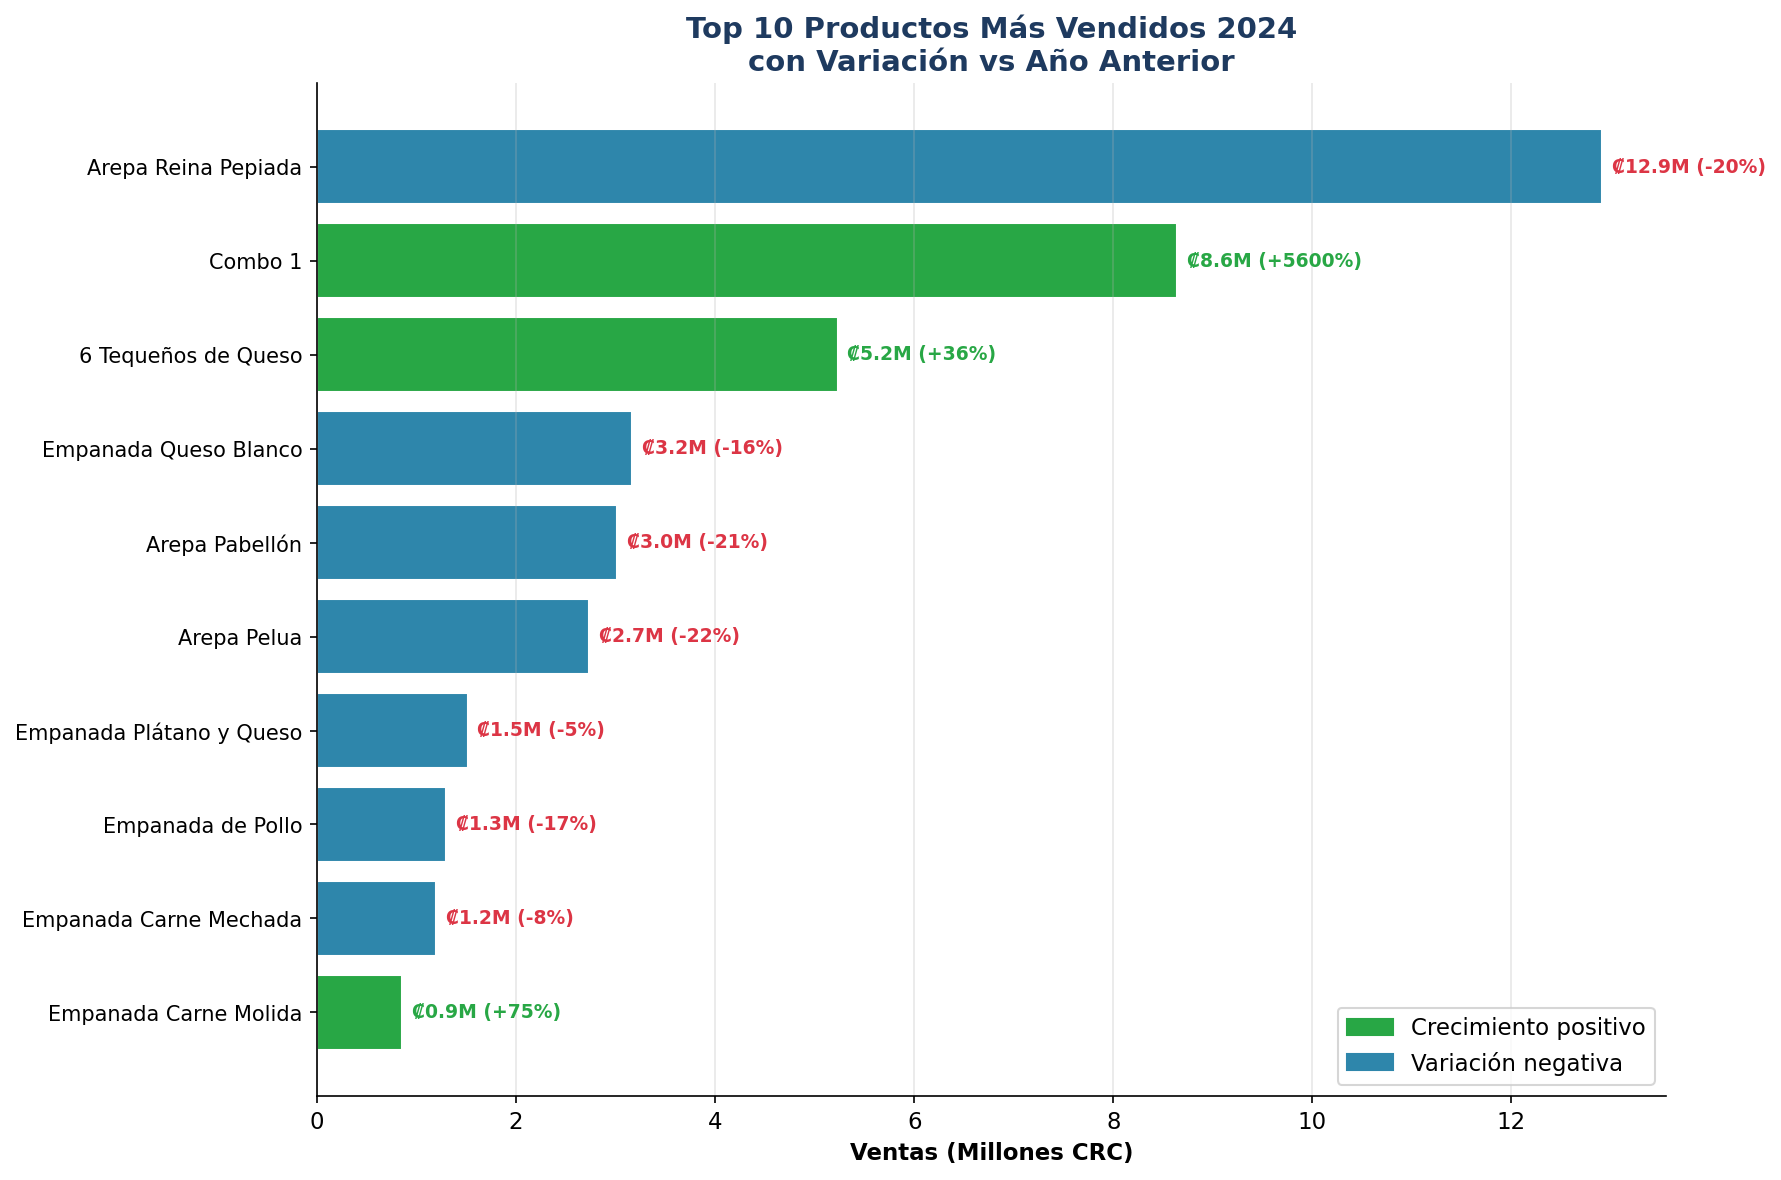 Top 10 Productos Más Vendidos 2024
con Variación vs Año Anterior
Arepa Reina Pepiada
₡12.9M (-20%)
Combo 1
₡8.6M (+5600%)
6 Tequeños de Queso
₡5.2M (+36%)
Empanada Queso Blanco
₡3.2M (-16%)
Arepa Pabellón
₡3.0M (-21%)
Arepa Pelua
₡2.7M (-22%)
Empanada Plátano y Queso
₡1.5M (-5%)
Empanada de Pollo
₡1.3M (-17%)
Empanada Carne Mechada
₡1.2M (-8%)
Empanada Carne Molida
₡0.9M (+75%)
Crecimiento positivo
Variación negativa
0 2 4 6 8 10 12
Ventas (Millones CRC)